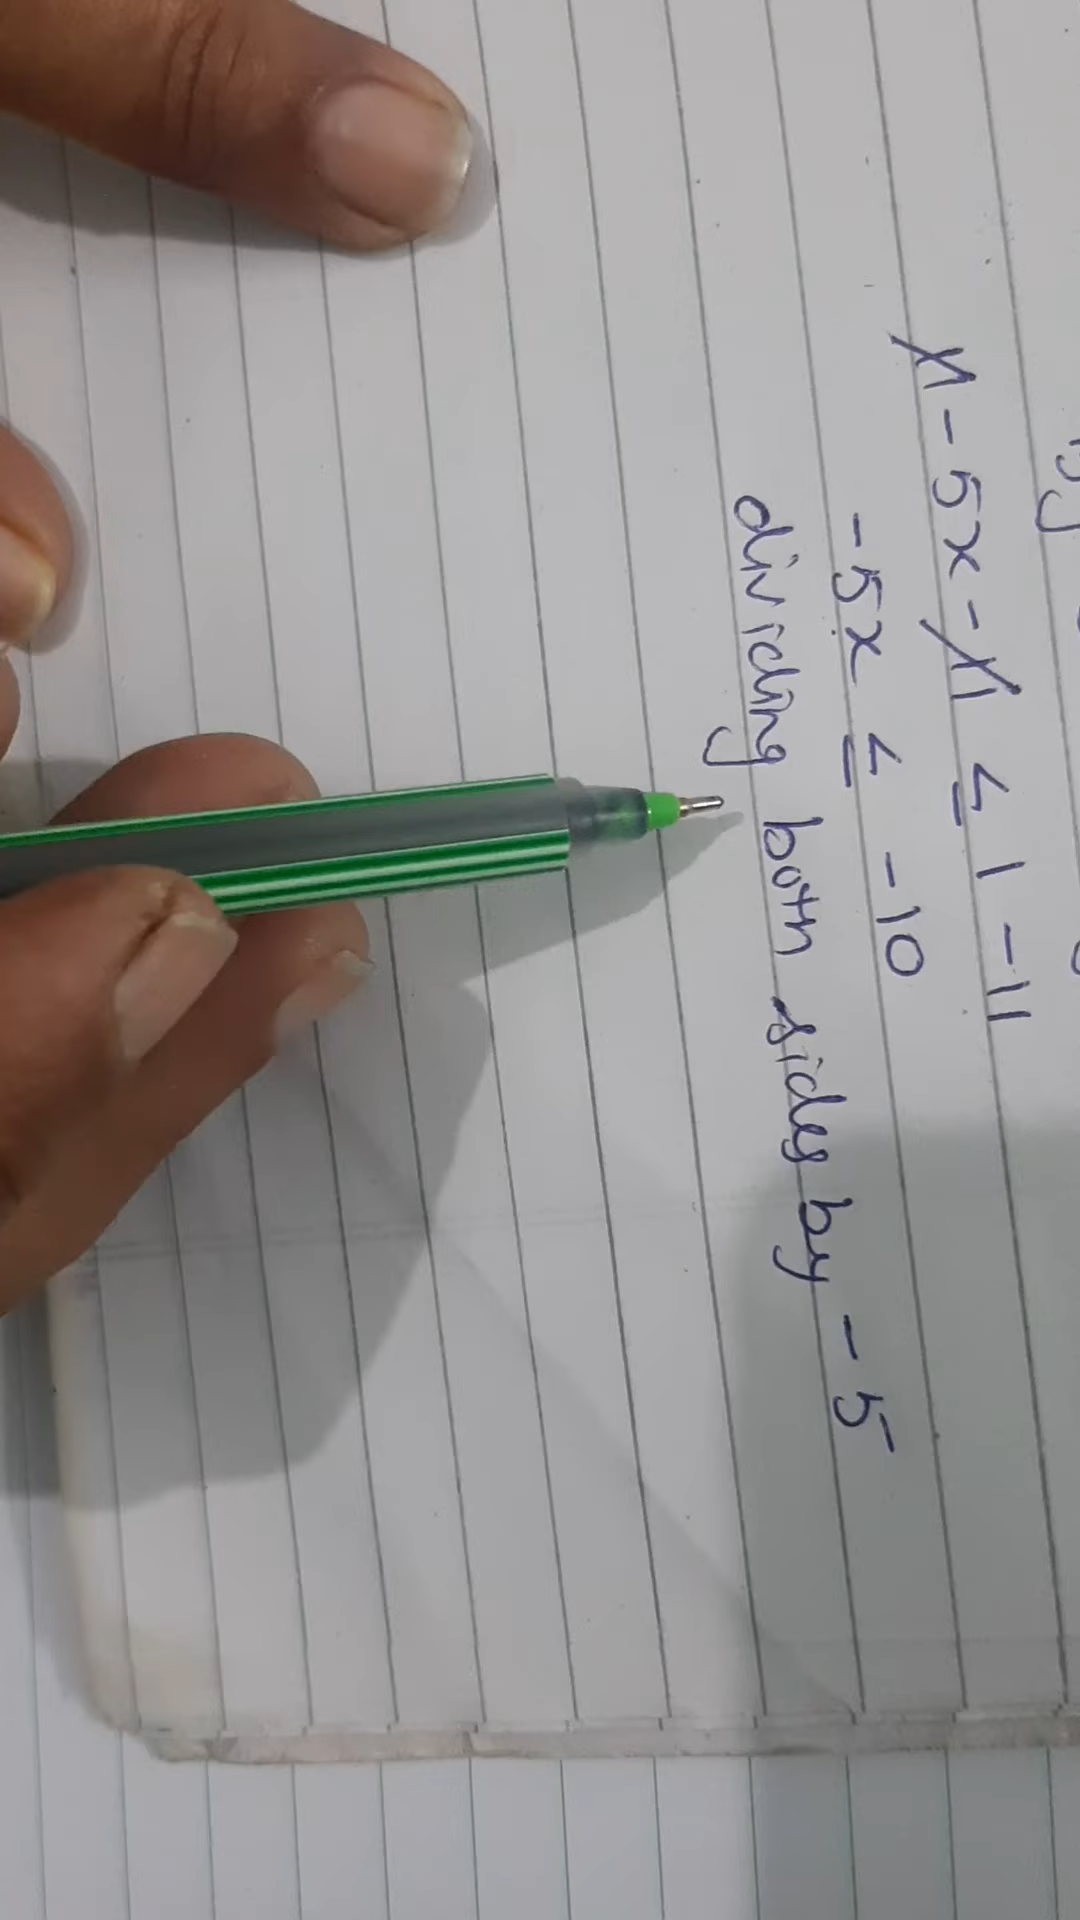 11 - 5x - 11 ≤ 1 - 11
-5x ≤ -10
dividing both sides by - 5